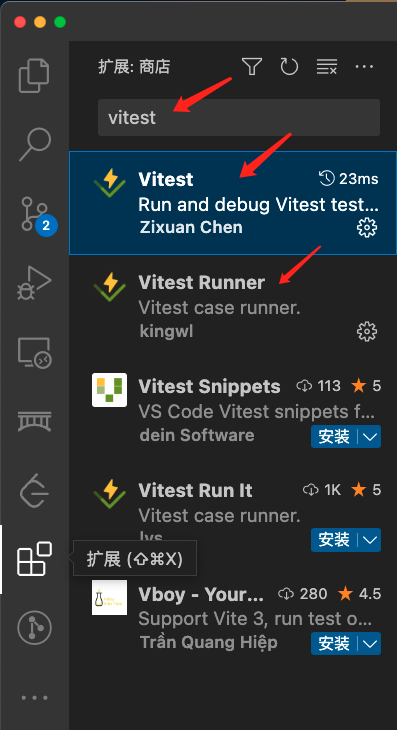 扩展: 商店
vitest
Vitest
23ms
Run and debug Vitest test...
Zixuan Chen
2
Vitest Runner
Vitest case runner.
kingwl
Vitest Snippets 113 5
VS Code Vitest snippets f...
dein Software 安装
Vitest Run It 1K 5
Vitest case runner.
lvs 安装
扩展 (⇧⌘X)
Vboy - Your... 280 4.5
Support Vite 3, run test o...
Trần Quang Hiệp 安装